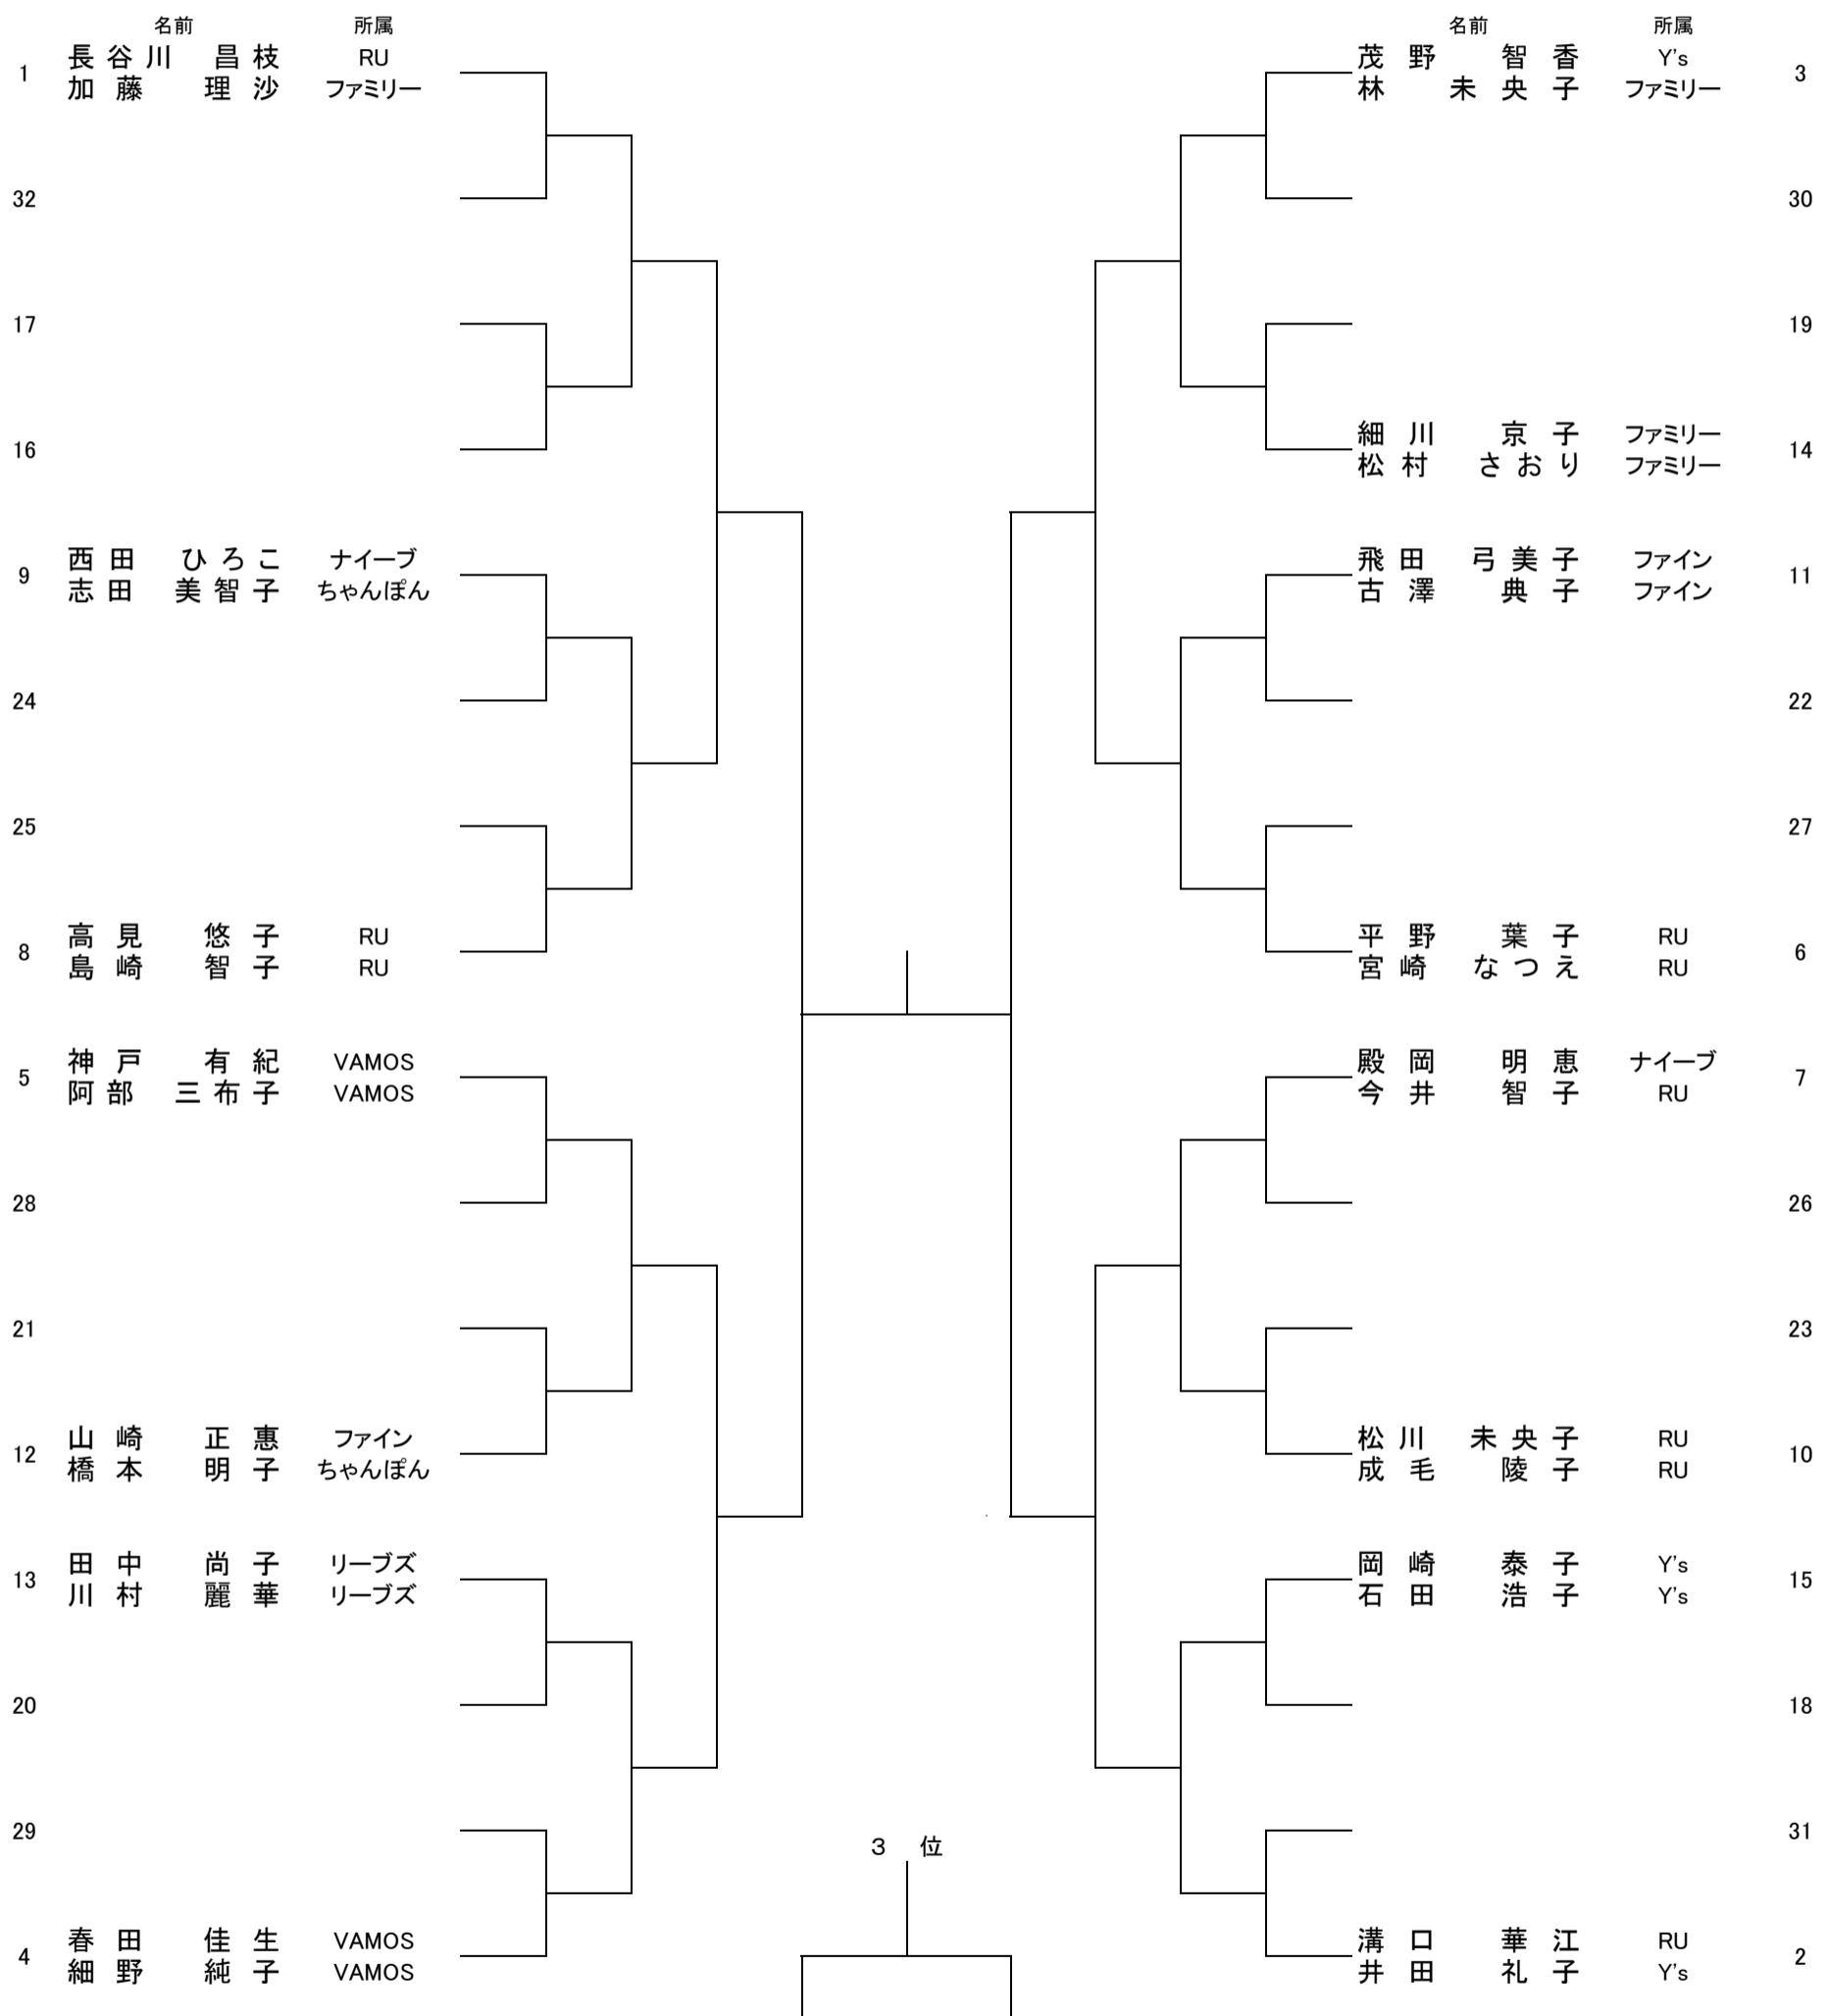 名前 所属
長谷川 昌枝 RU
1
加藤 理沙 ファミリー
32
17
16
西田 ひろこ ナイーブ
9
志田 美智子 ちゃんぽん
24
25
高見 悠子 RU
8
島崎 智子 RU
神戸 有紀 VAMOS
5
阿部 三布子 VAMOS
28
21
山崎 正惠 ファイン
12
橋本 明子 ちゃんぽん
田中 尚子 リーブズ
13
川村 麗華 リーブズ
20
29
春田 佳生 VAMOS
4
細野 純子 VAMOS
3 位
名前 所属
茂野 智香 Y's
3
林 未央子 ファミリー
30
19
細川 京子 ファミリー
14
松村 さおり ファミリー
飛田 弓美子 ファイン
11
古澤 典子 ファイン
22
27
平野 葉子 RU
6
宮崎 なつえ RU
殿岡 明恵 ナイーブ
7
今井 智子 RU
26
23
松川 未央子 RU
10
成毛 陵子 RU
岡崎 泰子 Y's
15
石田 浩子 Y's
18
31
溝口 華江 RU
2
井田 礼子 Y's